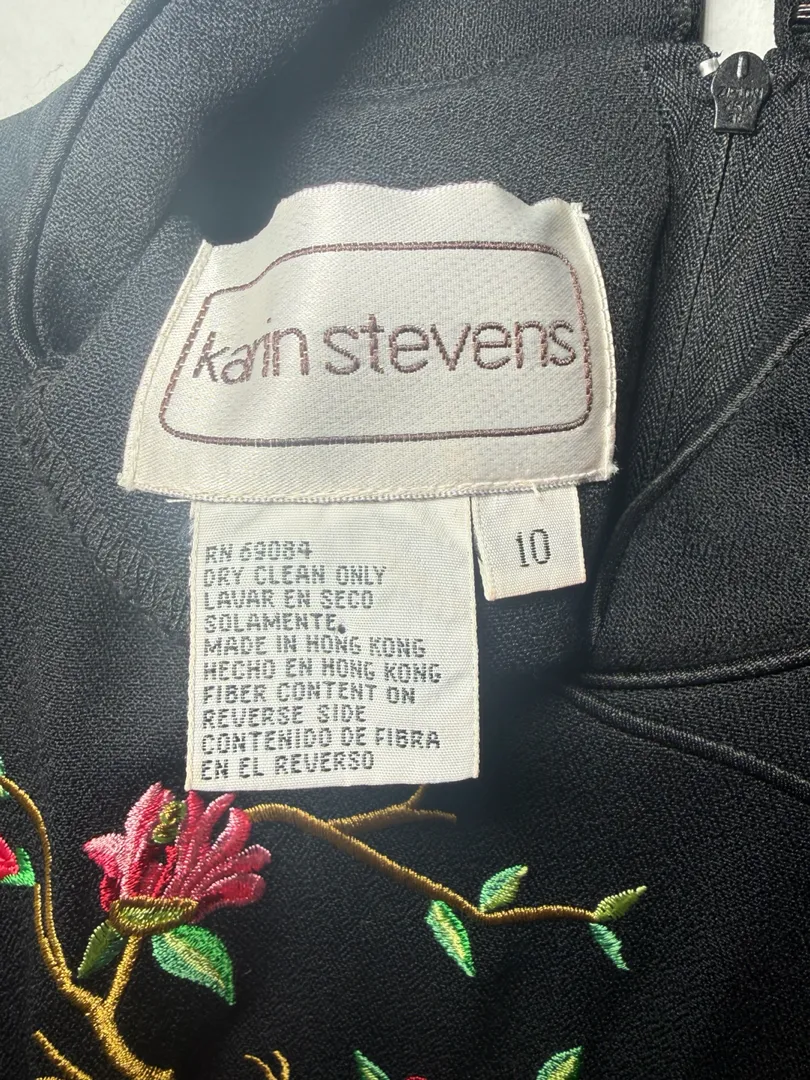 karin stevens
10
RN 69084
DRY CLEAN ONLY
LAVAR EN SECO
SOLAMENTE.
MADE IN HONG KONG
HECHO EN HONG KONG
FIBER CONTENT ON
REVERSE SIDE
CONTENIDO DE FIBRA
EN EL REVERSO